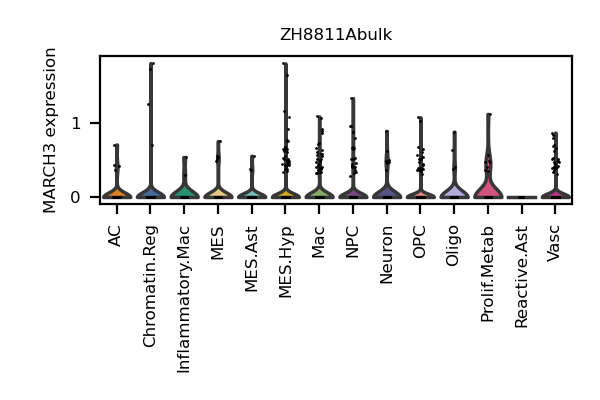 ZH8811Abulk
MARCH3 expression
1
0
AC
Chromatin.Reg
Inflammatory.Mac
MES
MES.Ast
MES.Hyp
Mac
NPC
Neuron
OPC
Oligo
Prolif.Metab
Reactive.Ast
Vasc